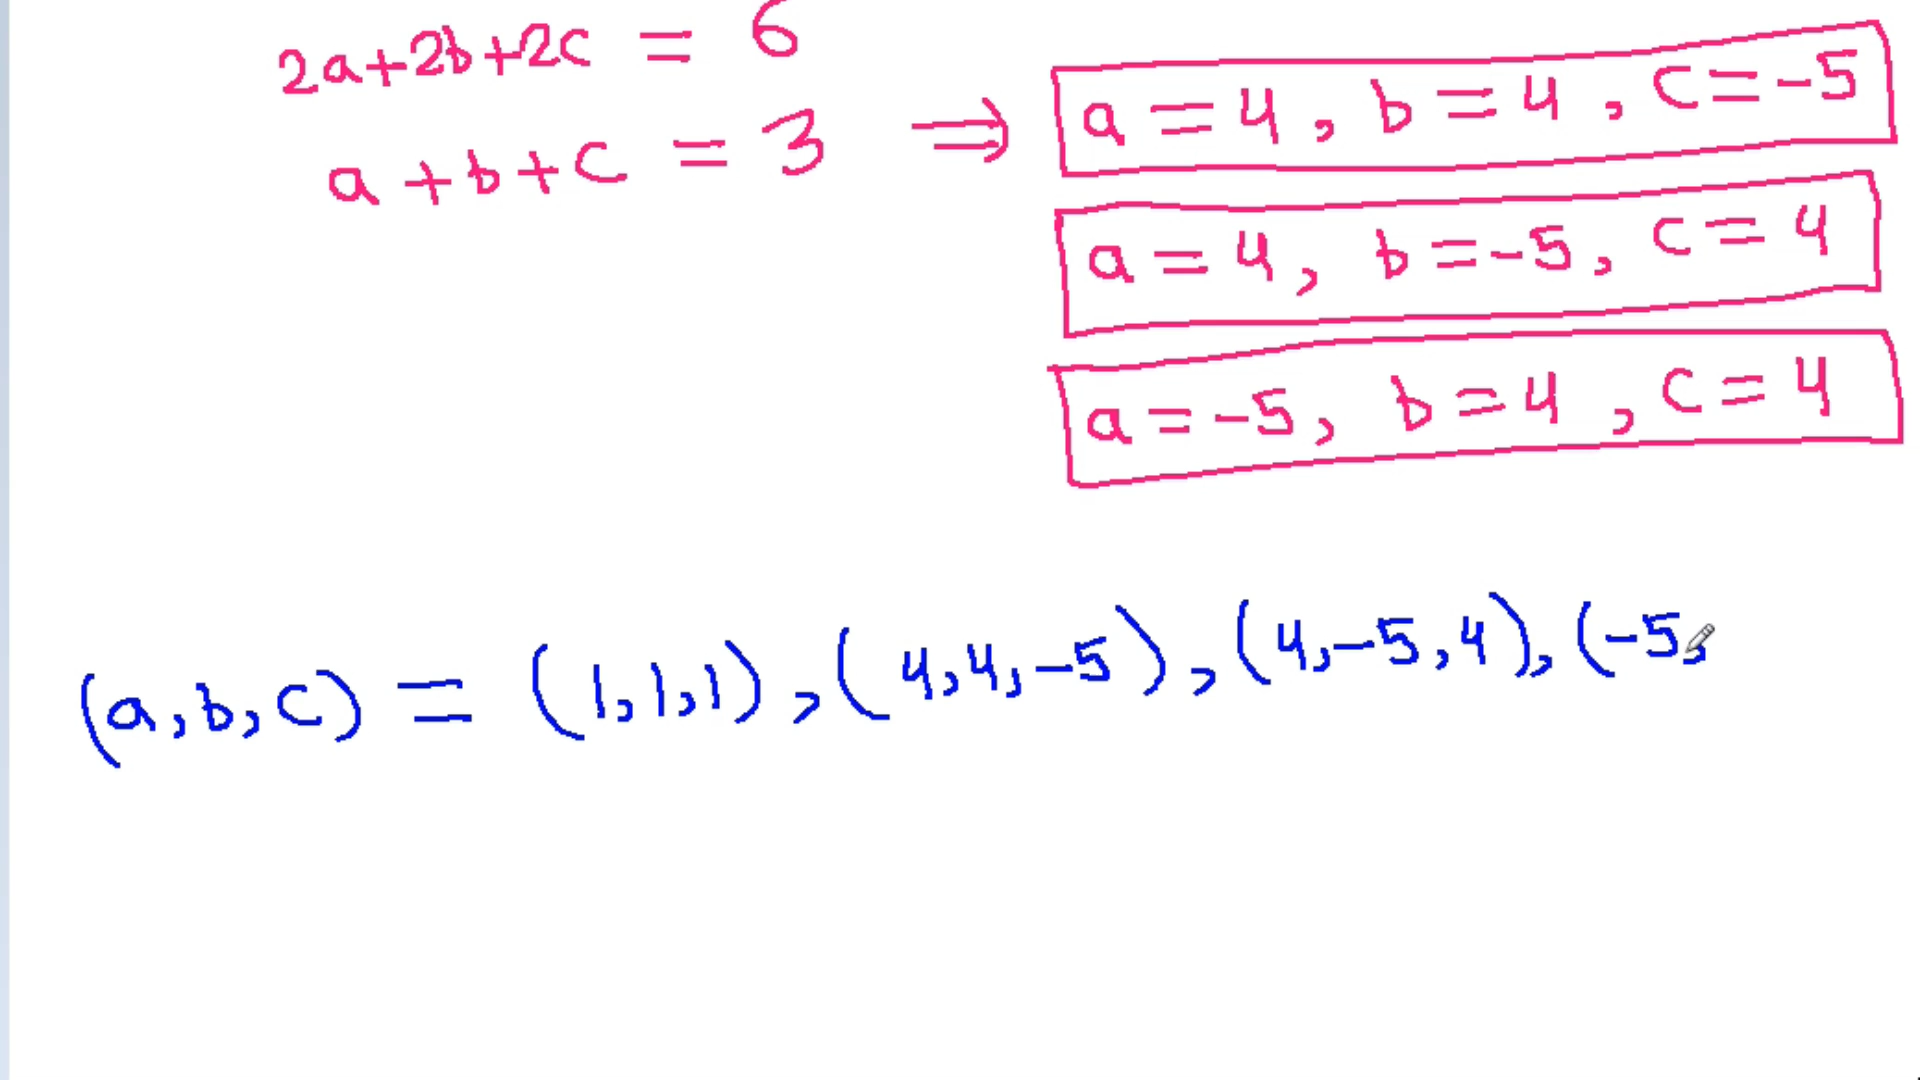 2a+2b+2c = 6
a+b+c = 3 ⇒ a=4, b=4, c=-5
a=4, b=-5, c=4
a=-5, b=4, c=4
(a,b,c) = (1,1,1), (4,4,-5), (4,-5,4), (-5,